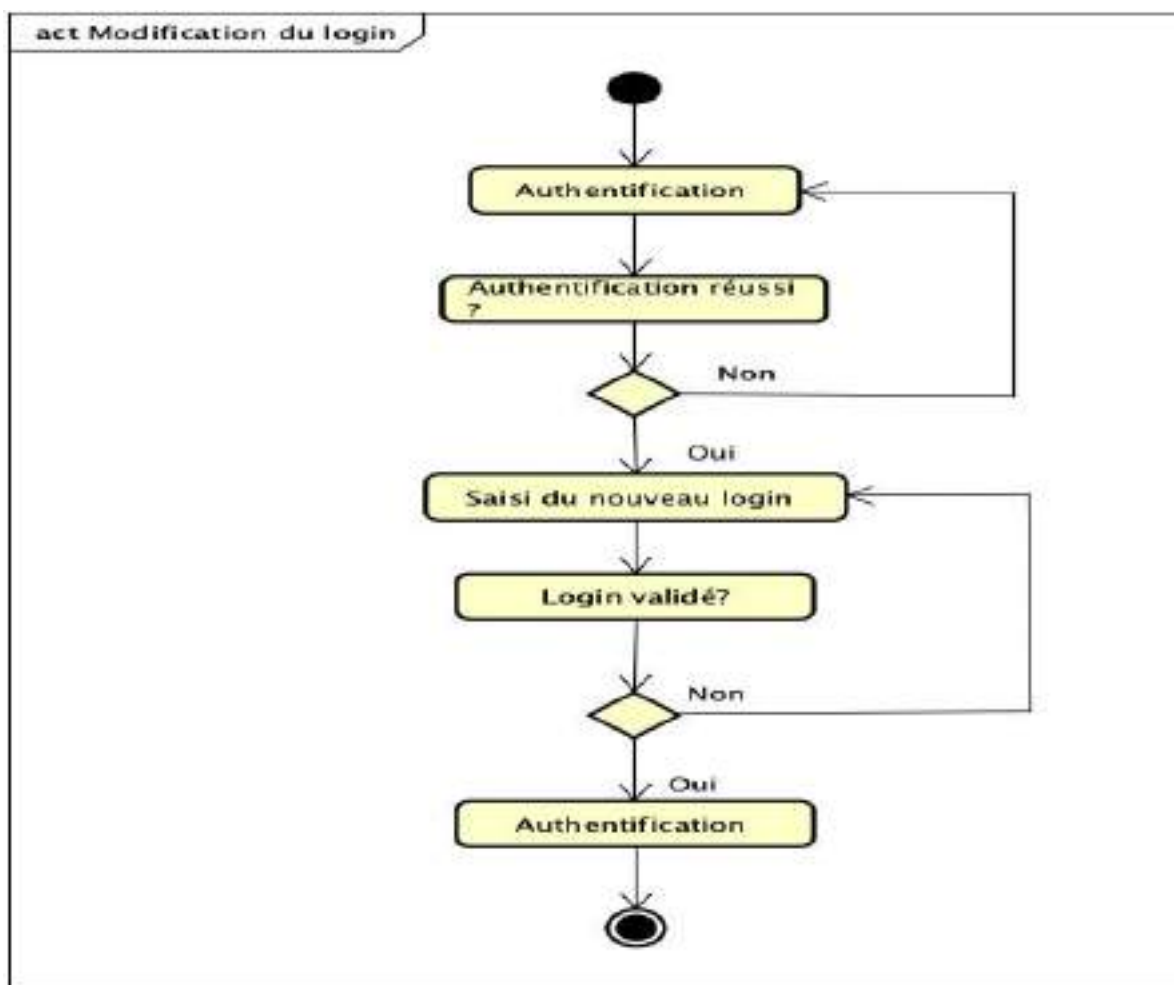 act Modification du login
Authentification
Authentification réussi
?
Non
Oui
Saisi du nouveau login
Login validé?
Non
Oui
Authentification